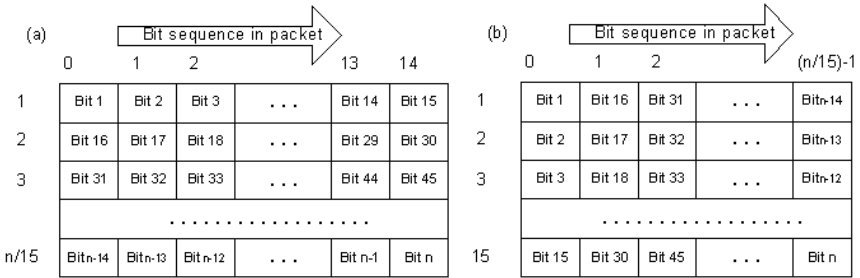 (a) Bit sequence in packet
0 1 2 13 14
1 Bit 1 Bit 2 Bit 3 . . . Bit 14 Bit 15
2 Bit 16 Bit 17 Bit 18 . . . Bit 29 Bit 30
3 Bit 31 Bit 32 Bit 33 . . . Bit 44 Bit 45
. . . . . . . . . . . . . . . . . . .
n/15 Bitn-14 Bitn-13 Bitn-12 . . . Bit n-1 Bit n
(b) Bit sequence in packet
0 1 2 (n/15)-1
1 Bit 1 Bit 16 Bit 31 . . . Bitn-14
2 Bit 2 Bit 17 Bit 32 . . . Bitn-13
3 Bit 3 Bit 18 Bit 33 . . . Bitn-12
. . . . . . . . . . . . . . . . . . .
15 Bit 15 Bit 30 Bit 45 . . . Bit n